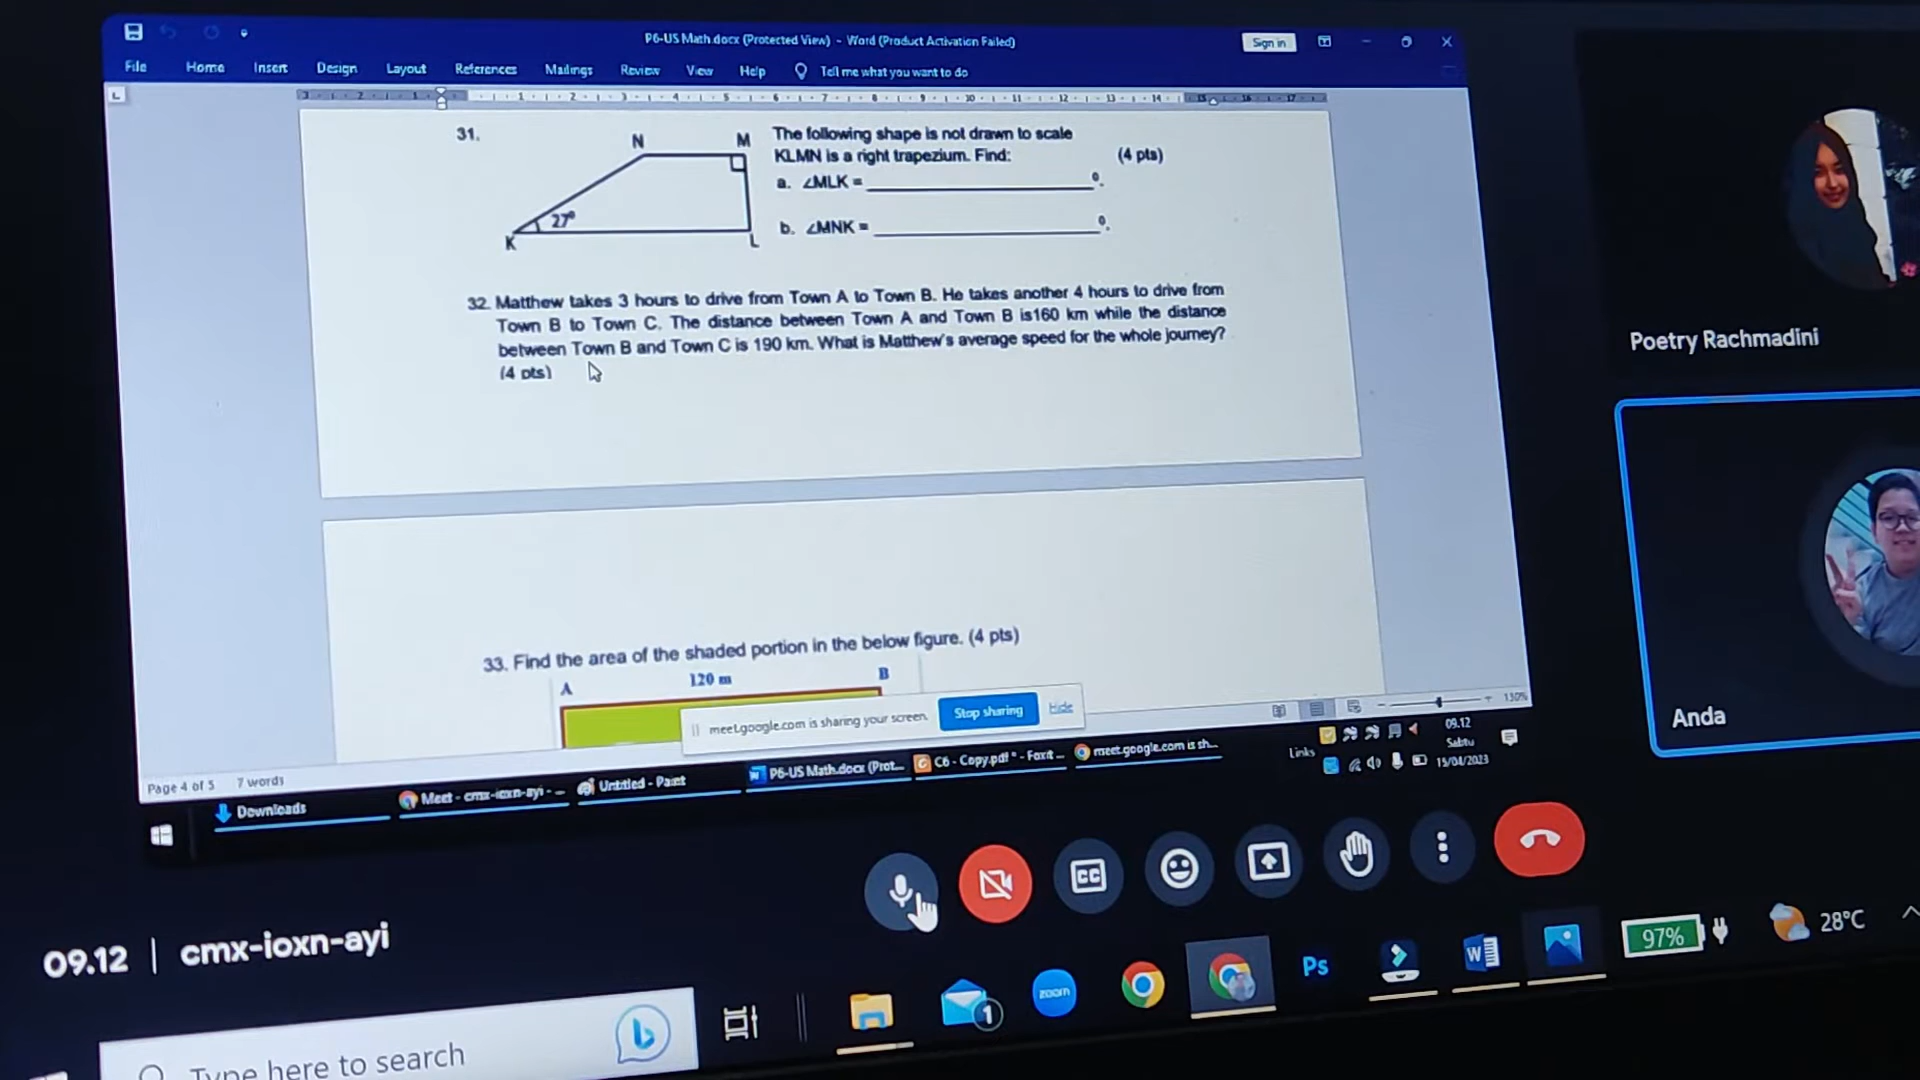 P6-US Math.docx (Protected View) - Word (Product Activation Failed)
Sign in
File Home Insert Design Layout References Mailings Review View Help Tell me what you want to do
31.
N
M
K
L
27°
The following shape is not drawn to scale
KLMN is a right trapezium. Find: (4 pts)
a. ∠MLK = ____________________ °.
b. ∠MNK = ____________________ °.
32. Matthew takes 3 hours to drive from Town A to Town B. He takes another 4 hours to drive from
Town B to Town C. The distance between Town A and Town B is160 km while the distance
between Town B and Town C is 190 km. What is Matthew's average speed for the whole journey?
(4 pts)
33. Find the area of the shaded portion in the below figure. (4 pts)
A 120 m B
meet.google.com is sharing your screen.
Stop sharing
Hide
Page 4 of 5 7 words
130%
Downloads
Meet - cmx-ioxn-ayi - ...
Untitled - Paint
P6-US Math.docx (Prot...
C6 - Copy.pdf * - Foxit ...
meet.google.com is sh...
Links
09.12
Sabtu
15/04/2023
Poetry Rachmadini
Anda
09.12 | cmx-ioxn-ayi
CC
Type here to search
1
zoom
Ps
W
97%
28°C